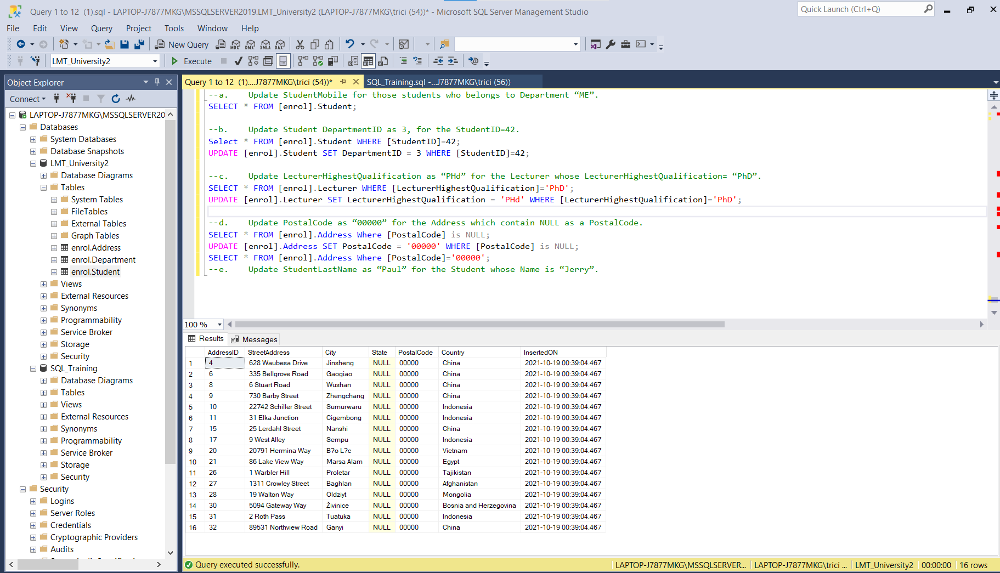 Query 1 to 12  (1).sql - LAPTOP-J7877MKG\MSSQLSERVER2019.LMT_University2 (LAPTOP-J7877MKG\trici (54))* - Microsoft SQL Server Management Studio
Quick Launch (Ctrl+Q)
File Edit View Query Project Tools Window Help
New Query MDX DMX XMLA DAX
LMT_University2 Execute
Object Explorer
Connect
LAPTOP-J7877MKG\MSSQLSERVER20
Databases
System Databases
Database Snapshots
LMT_University2
Database Diagrams
Tables
System Tables
FileTables
External Tables
Graph Tables
enrol.Address
enrol.Department
enrol.Student
Views
External Resources
Synonyms
Programmability
Service Broker
Storage
Security
SQL_Training
Database Diagrams
Tables
Views
External Resources
Synonyms
Programmability
Service Broker
Storage
Security
Security
Logins
Server Roles
Credentials
Cryptographic Providers
Audits
Query 1 to 12  (1)....J7877MKG\trici (54))* SQL_Training.sql -...J7877MKG\trici (56))
--a.    Update StudentMobile for those students who belongs to Department “ME”.
SELECT * FROM [enrol].Student;
--b.    Update Student DepartmentID as 3, for the StudentID=42.
Select * FROM [enrol].Student WHERE [StudentID]=42;
UPDATE [enrol].Student SET DepartmentID = 3 WHERE [StudentID]=42;
--c.    Update LecturerHighestQualification as “PHd” for the Lecturer whose LecturerHighestQualification= “PhD”.
SELECT * FROM [enrol].Lecturer WHERE [LecturerHighestQualification]='PhD';
UPDATE [enrol].Lecturer SET LecturerHighestQualification = 'PHd' WHERE [LecturerHighestQualification]='PhD';
--d.    Update PostalCode as “00000” for the Address which contain NULL as a PostalCode.
SELECT * FROM [enrol].Address Where [PostalCode] is NULL;
UPDATE [enrol].Address SET PostalCode = '00000' WHERE [PostalCode] is NULL;
SELECT * FROM [enrol].Address Where [PostalCode]='00000';
--e.    Update StudentLastName as “Paul” for the Student whose Name is “Jerry”.
100 %
Results Messages
AddressID StreetAddress City State PostalCode Country InsertedON
1 4 628 Waubesa Drive Jinsheng NULL 00000 China 2021-10-19 00:39:04.467
2 6 335 Bellgrove Road Gaogiao NULL 00000 China 2021-10-19 00:39:04.467
3 8 6 Stuart Road Wushan NULL 00000 China 2021-10-19 00:39:04.467
4 9 730 Barby Street Zhengchang NULL 00000 China 2021-10-19 00:39:04.467
5 10 22742 Schiller Street Sumurwaru NULL 00000 Indonesia 2021-10-19 00:39:04.467
6 11 31 Elka Junction Cigembong NULL 00000 Indonesia 2021-10-19 00:39:04.467
7 15 25 Lerdahl Street Nanshi NULL 00000 China 2021-10-19 00:39:04.467
8 17 9 West Alley Sempu NULL 00000 Indonesia 2021-10-19 00:39:04.467
9 20 20791 Hermina Way B?o L?c NULL 00000 Vietnam 2021-10-19 00:39:04.467
10 21 86 Lake View Way Marsa Alam NULL 00000 Egypt 2021-10-19 00:39:04.467
11 26 1 Warbler Hill Proletar NULL 00000 Tajikistan 2021-10-19 00:39:04.467
12 27 1311 Crowley Street Baghlan NULL 00000 Afghanistan 2021-10-19 00:39:04.467
13 28 19 Walton Way Öldziyt NULL 00000 Mongolia 2021-10-19 00:39:04.467
14 30 5094 Gateway Way Živinice NULL 00000 Bosnia and Herzegovina 2021-10-19 00:39:04.467
15 31 2 Roth Pass Tuatuka NULL 00000 Indonesia 2021-10-19 00:39:04.467
16 32 89531 Northview Road Ganyi NULL 00000 China 2021-10-19 00:39:04.467
Query executed successfully. LAPTOP-J7877MKG\MSSQLSERVER... LAPTOP-J7877MKG\trici ... LMT_University2 00:00:00 16 rows